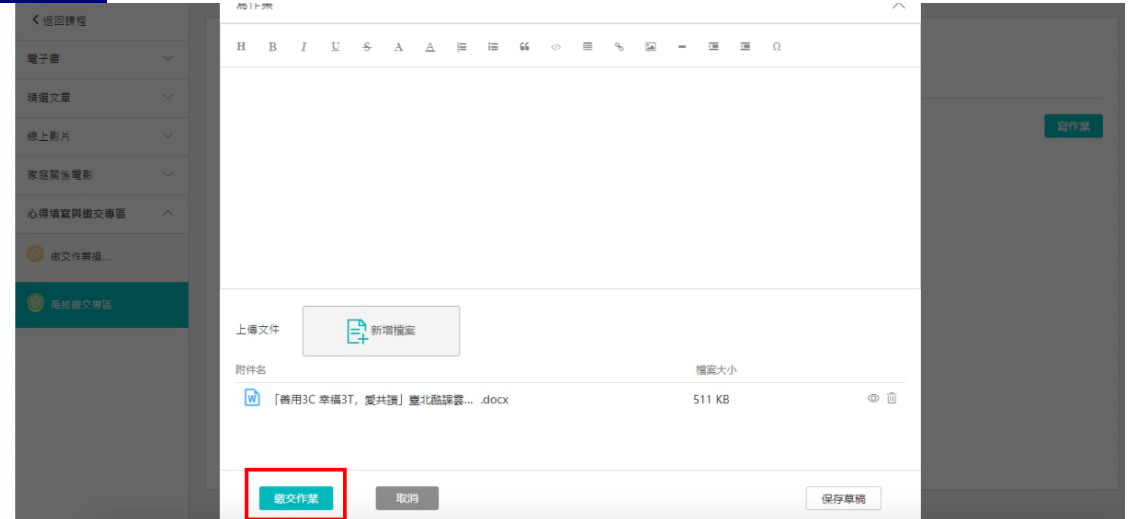 返回課程
電子書
精選文章
線上影片
家庭關係電影
心得填寫與繳交專區
繳交作業操...
最終繳交專區
寫作業
H B I U S A A
寫作業
上傳文件
新增檔案
附件名 檔案大小
「善用3C 幸福3T，愛共讀」臺北酷課雲... .docx 511 KB
繳交作業 取消 保存草稿